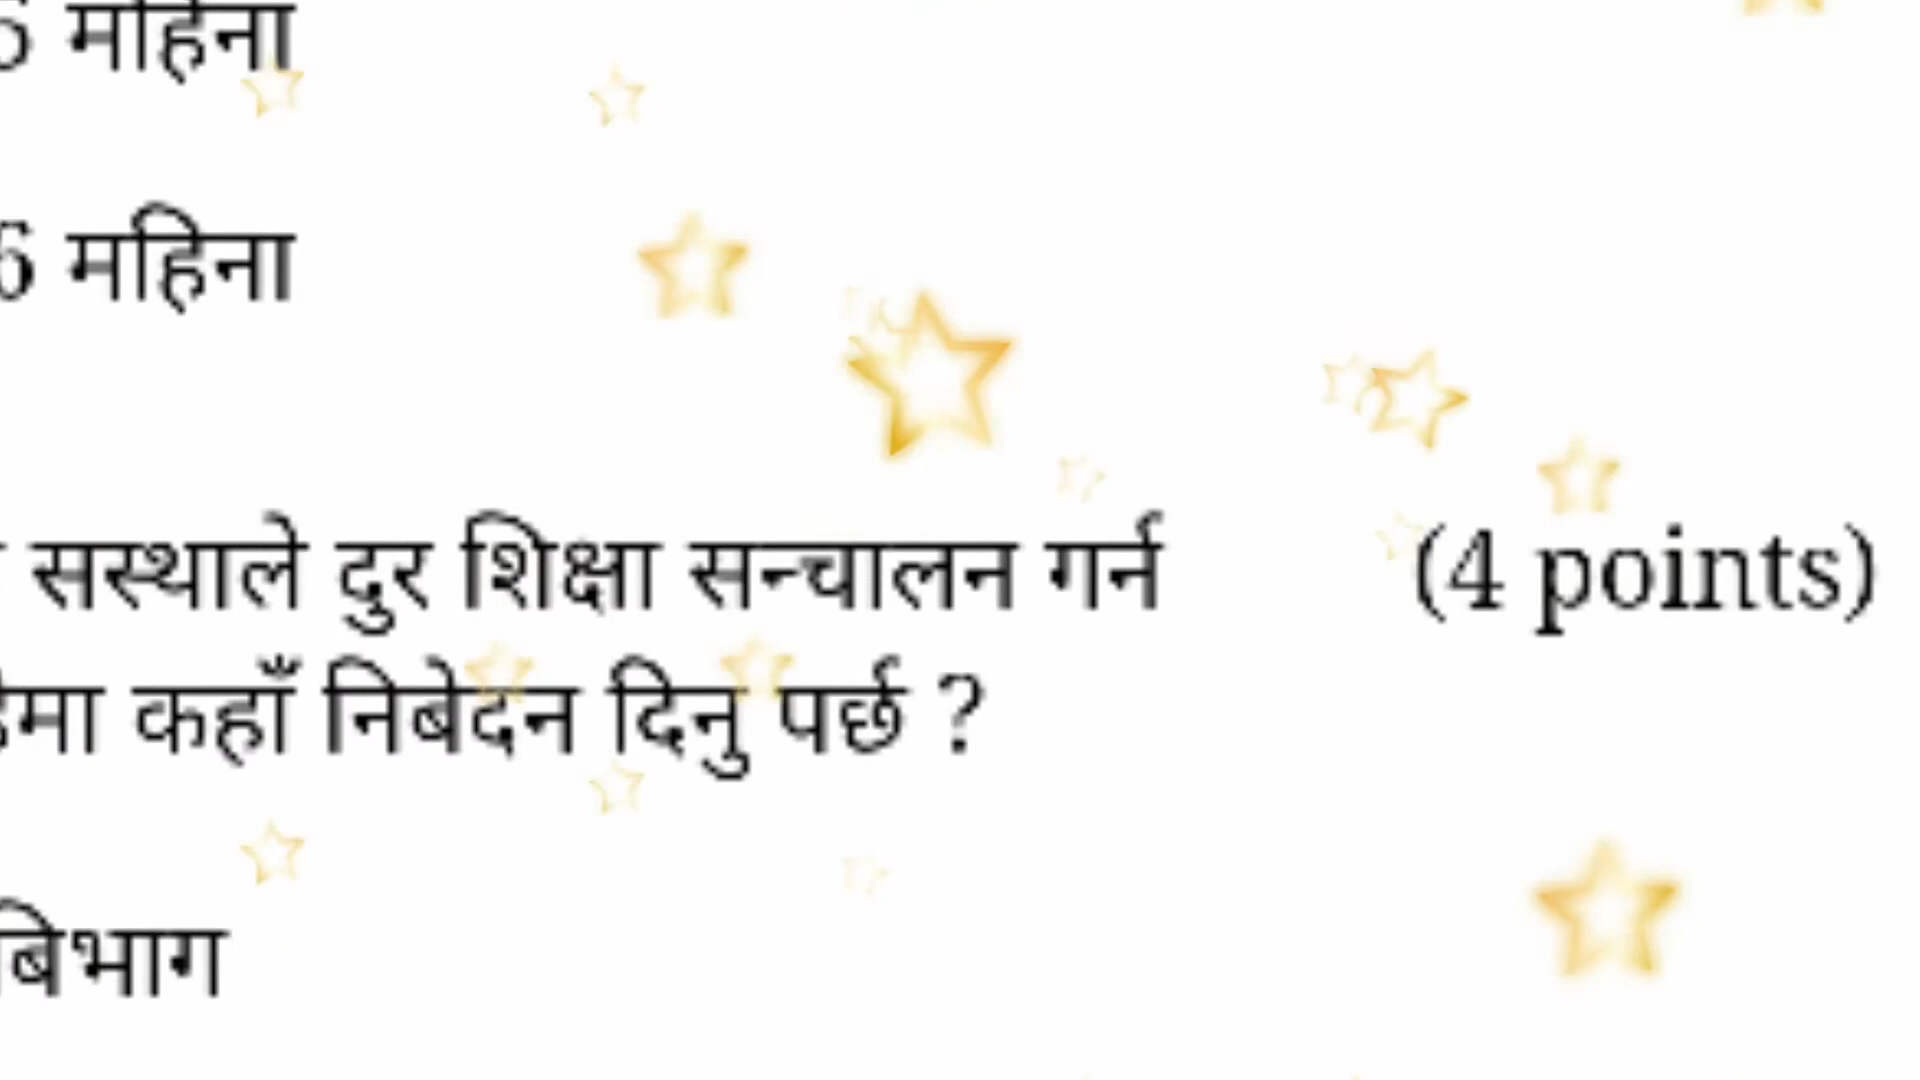 महिना
6 महिना
सस्थाले दुर शिक्षा सन्चालन गर्न (4 points)
कहाँ निबेदन दिनु पर्छ ?
बिभाग